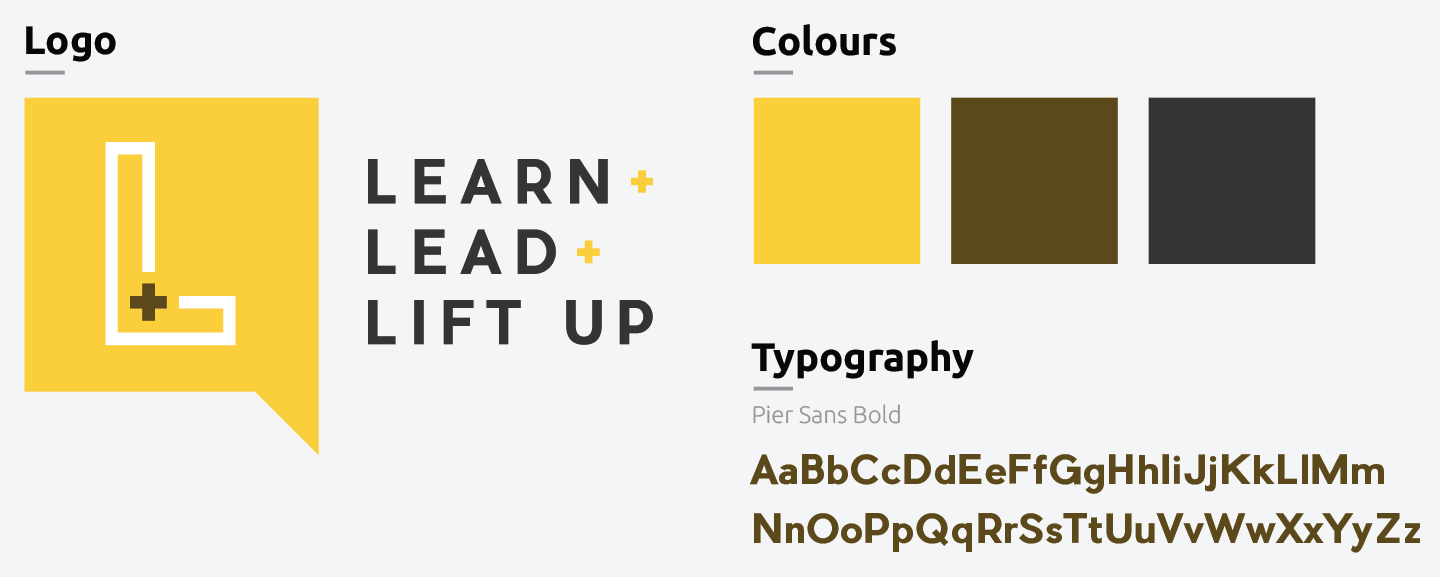 Logo
L
LEARN+
LEAD+
LIFT UP
Colours
Typography
Pier Sans Bold
AaBbCcDdEeFfGgHhIiJjKkLlMm
NnOoPpQqRrSsTtUuVvWwXxYyZz